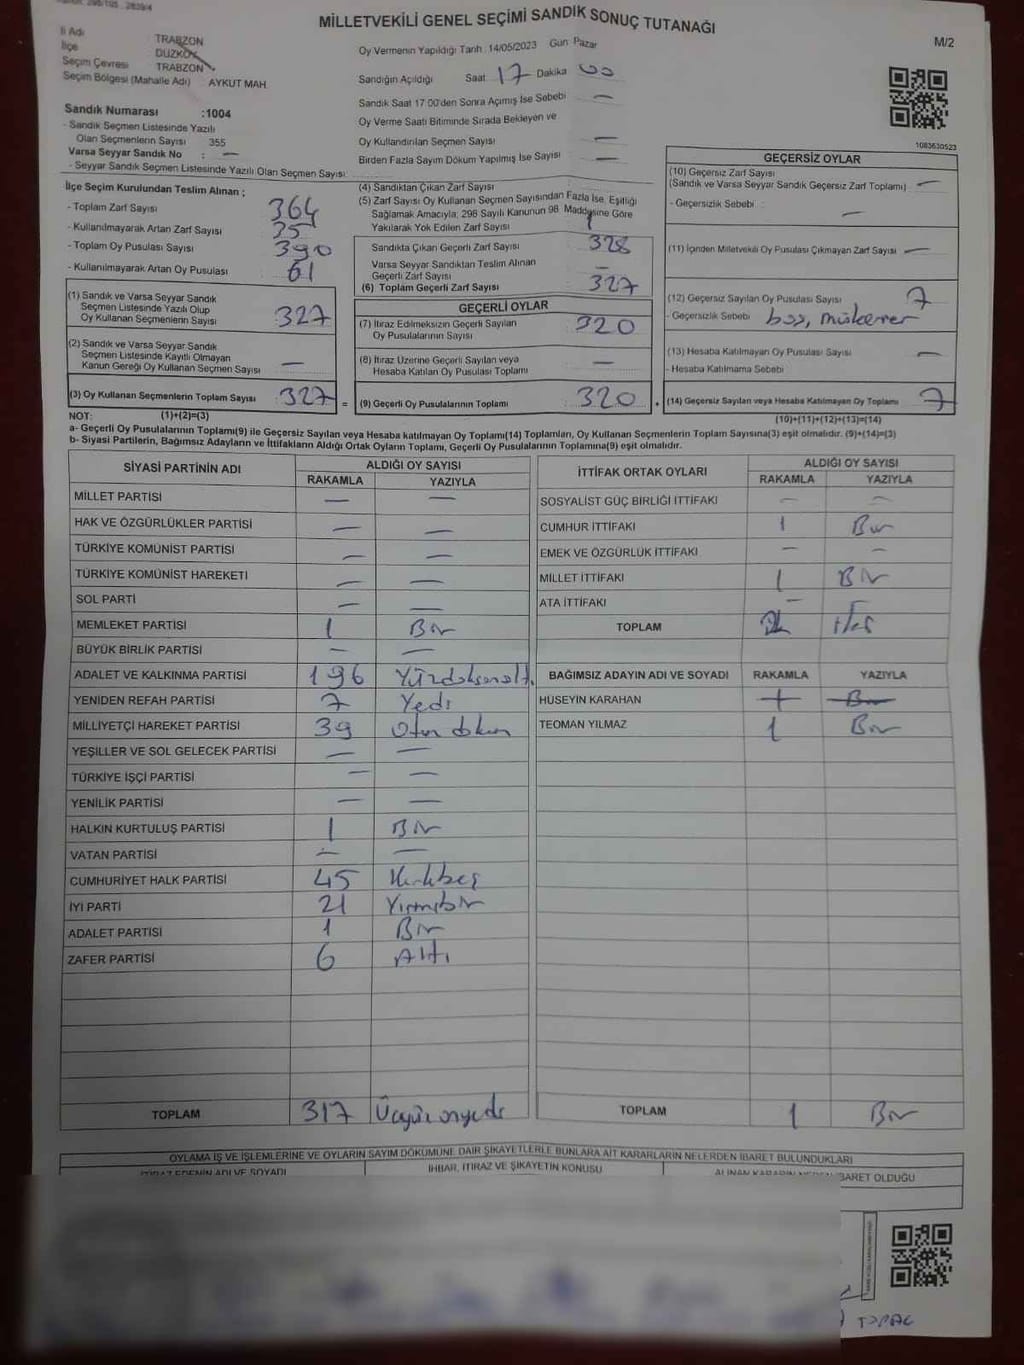 MİLLETVEKİLİ GENEL SEÇİMİ SANDIK SONUÇ TUTANAĞI
M/2
İl Adı TRABZON
İlçe DÜZKÖY
Seçim Çevresi TRABZON
Seçim Bölgesi (Mahalle Adı) AYKUT MAH
Sandık Numarası :1004
- Sandık Seçmen Listesinde Yazılı
Olan Seçmenlerin Sayısı 355
Varsa Seyyar Sandık No : —
- Seyyar Sandık Seçmen Listesinde Yazılı Olan Seçmen Sayısı:
Oy Vermenin Yapıldığı Tarih :14/05/2023 Gün: Pazar
Sandığın Açıldığı Saat 17 Dakika 00
Sandık Saat 17:00'den Sonra Açımış İse Sebebi —
Oy Verme Saati Bitiminde Sırada Bekleyen ve
Oy Kullandırılan Seçmen Sayısı —
Birden Fazla Sayım Döküm Yapılmış İse Sayısı —
1083630523
İlçe Seçim Kurulundan Teslim Alınan ;
- Toplam Zarf Sayısı 364
- Kullanılmayarak Artan Zarf Sayısı 35
- Toplam Oy Pusulası Sayısı 390
- Kullanılmayarak Artan Oy Pusulası 61
(1) Sandık ve Varsa Seyyar Sandık
Seçmen Listesinde Yazılı Olup
Oy Kullanan Seçmenlerin Sayısı 327
(2) Sandık ve Varsa Seyyar Sandık
Seçmen Listesinde Kayıtlı Olmayan
Kanun Gereği Oy Kullanan Seçmen Sayısı —
(3) Oy Kullanan Seçmenlerin Toplam Sayısı 327 =
(4) Sandıktan Çıkan Zarf Sayısı
(5) Zarf Sayısı Oy Kullanan Seçmen Sayısından Fazla İse, Eşitliği
Sağlamak Amacıyla; 298 Sayılı Kanunun 98. Maddesine Göre
Yakılarak Yok Edilen Zarf Sayısı 1
Sandıkta Çıkan Geçerli Zarf Sayısı 328
Varsa Seyyar Sandıktan Teslim Alınan
Geçerli Zarf Sayısı —
(6) Toplam Geçerli Zarf Sayısı 327
GEÇERLİ OYLAR
(7) İtiraz Edilmeksizin Geçerli Sayılan
Oy Pusulalarının Sayısı 320
(8) İtiraz Üzerine Geçerli Sayılan veya
Hesaba Katılan Oy Pusulası Toplamı —
(9) Geçerli Oy Pusulalarının Toplamı 320
GEÇERSİZ OYLAR
(10) Geçersiz Zarf Sayısı
(Sandık ve Varsa Seyyar Sandık Geçersiz Zarf Toplamı) —
- Geçersizlik Sebebi : —
(11) İçinden Milletvekili Oy Pusulası Çıkmayan Zarf Sayısı —
(12) Geçersiz Sayılan Oy Pusulası Sayısı 7
- Geçersizlik Sebebi boş, mükerrer
(13) Hesaba Katılmayan Oy Pusulası Sayısı —
- Hesaba Katılmama Sebebi
(14) Geçersiz Sayılan veya Hesaba Katılmayan Oy Toplamı 7
NOT: (1)+(2)=(3) (10)+(11)+(12)+(13)=(14)
a- Geçerli Oy Pusulalarının Toplamı(9) ile Geçersiz Sayılan veya Hesaba katılmayan Oy Toplamı(14) Toplamları, Oy Kullanan Seçmenlerin Toplam Sayısına(3) eşit olmalıdır. (9)+(14)=(3)
b- Siyasi Partilerin, Bağımsız Adayların ve İttifakların Aldığı Ortak Oyların Toplamı, Geçerli Oy Pusulalarının Toplamına(9) eşit olmalıdır.
SİYASİ PARTİNİN ADI ALDIĞI OY SAYISI
RAKAMLA YAZIYLA
MİLLET PARTİSİ — —
HAK VE ÖZGÜRLÜKLER PARTİSİ — —
TÜRKİYE KOMÜNİST PARTİSİ — —
TÜRKİYE KOMÜNİST HAREKETİ — —
SOL PARTİ — —
MEMLEKET PARTİSİ 1 Bir
BÜYÜK BİRLİK PARTİSİ — —
ADALET VE KALKINMA PARTİSİ 196 Yüzdoksanaltı
YENİDEN REFAH PARTİSİ 7 Yedi
MİLLİYETÇİ HAREKET PARTİSİ 39 Otuz dokuz
YEŞİLLER VE SOL GELECEK PARTİSİ — —
TÜRKİYE İŞÇİ PARTİSİ — —
YENİLİK PARTİSİ — —
HALKIN KURTULUŞ PARTİSİ 1 Bir
VATAN PARTİSİ — —
CUMHURİYET HALK PARTİSİ 45 Kırkbeş
İYİ PARTİ 21 Yirmibir
ADALET PARTİSİ 1 Bir
ZAFER PARTİSİ 6 Altı
TOPLAM 317 Üçyüzonyedi
İTTİFAK ORTAK OYLARI ALDIĞI OY SAYISI
RAKAMLA YAZIYLA
SOSYALİST GÜÇ BİRLİĞİ İTTİFAKI — —
CUMHUR İTTİFAKI 1 Bir
EMEK VE ÖZGÜRLÜK İTTİFAKI — —
MİLLET İTTİFAKI 1 Bir
ATA İTTİFAKI — —
TOPLAM
BAĞIMSIZ ADAYIN ADI VE SOYADI RAKAMLA YAZIYLA
HÜSEYİN KARAHAN Bir
TEOMAN YILMAZ 1 Bir
TOPLAM 1 Bir
OYLAMA İŞ VE İŞLEMLERİNE VE OYLARIN SAYIM DÖKÜMÜNE DAİR ŞİKAYETLERLE BUNLARA AİT KARARLARIN NELERDEN İBARET BULUNDUKLARI
İTİRAZ EDENİN ADI VE SOYADI İHBAR, İTİRAZ VE ŞİKAYETİN KONUSU ALINAN KARARIN NEDEN İBARET OLDUĞU